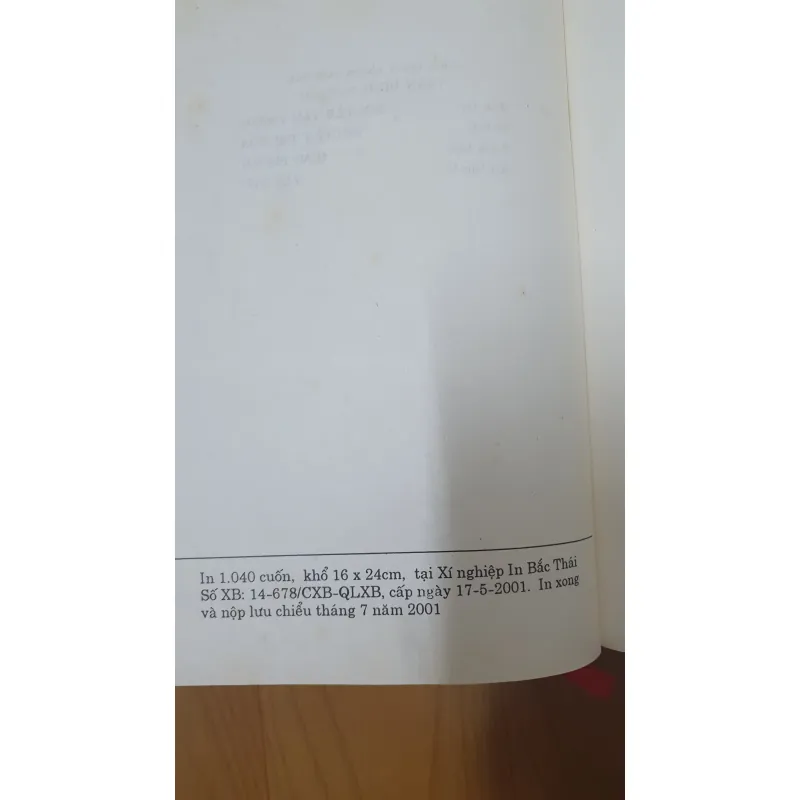 In 1.040 cuốn, khổ 16 x 24cm, tại Xí nghiệp In Bắc Thái
Số XB: 14-678/CXB-QLXB, cấp ngày 17-5-2001. In xong
và nộp lưu chiểu tháng 7 năm 2001